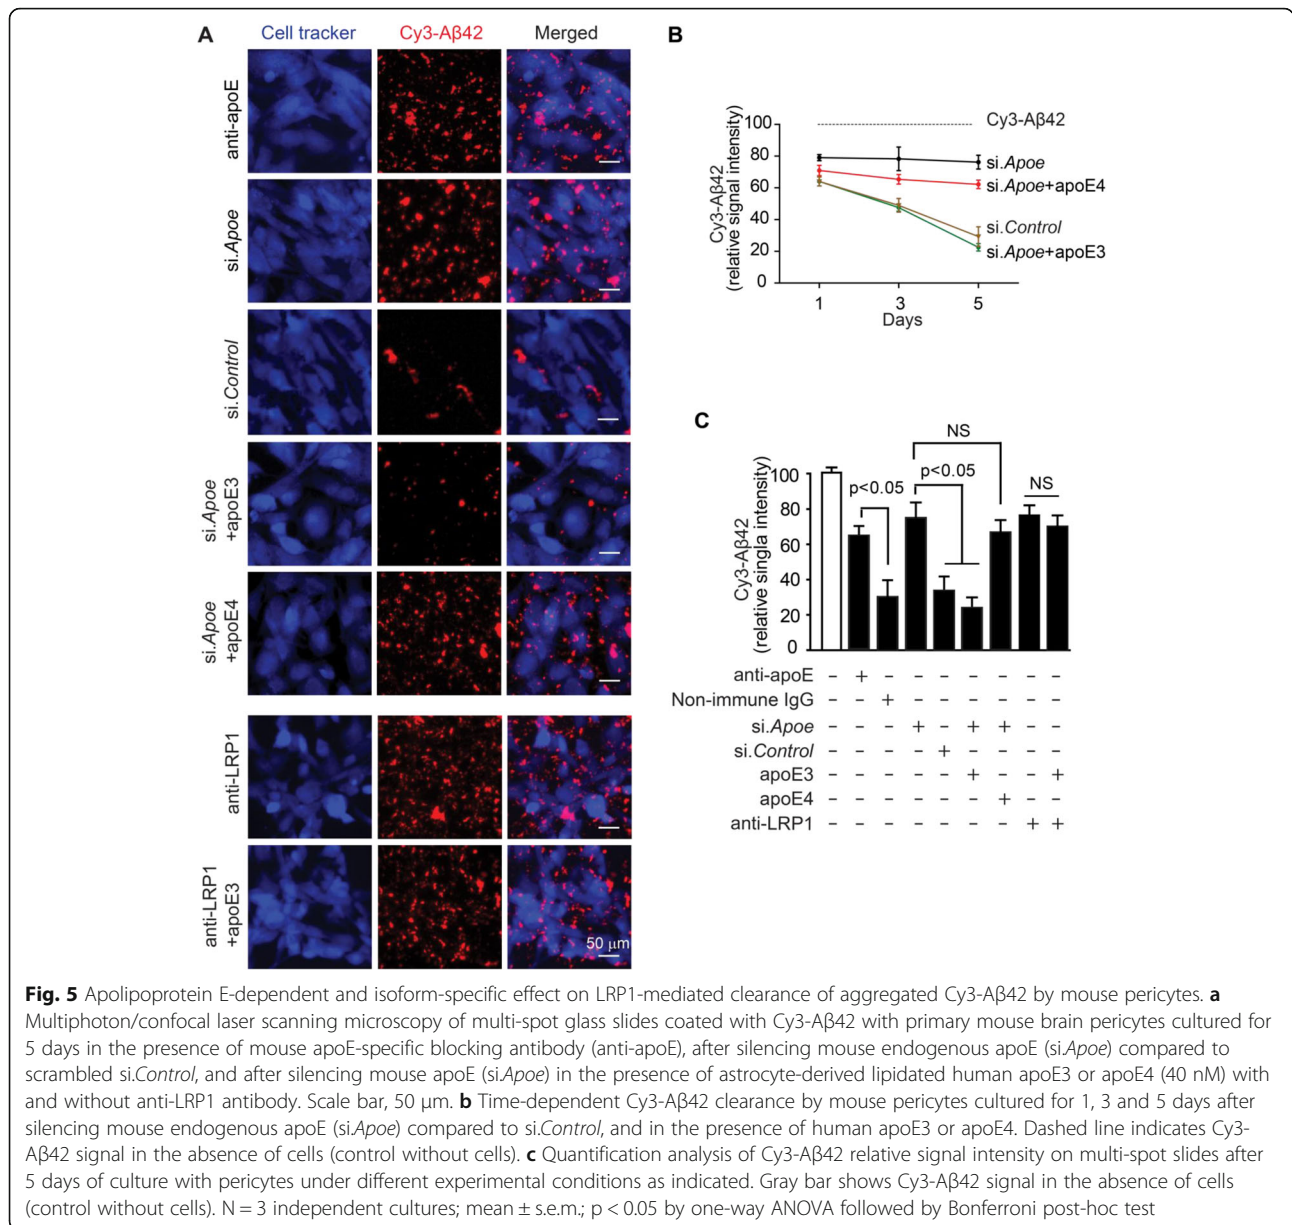 A
Cell tracker
Cy3-Aβ42
Merged
anti-apoE
si.Apoe
si.Control
si.Apoe
+apoE3
si.Apoe
+apoE4
anti-LRP1
anti-LRP1
+apoE3
50 μm
B
Cy3-Aβ42
(relative signal intensity)
100
80
60
40
20
0
1
3
5
Days
Cy3-Aβ42
si.Apoe
si.Apoe+apoE4
si.Control
si.Apoe+apoE3
C
Cy3-Aβ42
(relative singla intensity)
100
80
60
40
20
0
p<0.05
p<0.05
NS
NS
anti-apoE – + – – – – – – –
Non-immune IgG – – + – – – – – –
si.Apoe – – – + – + + – –
si.Control – – – – + – – – –
apoE3 – – – – – + – – +
apoE4 – – – – – – + – –
anti-LRP1 – – – – – – – + +
Fig. 5 Apolipoprotein E-dependent and isoform-specific effect on LRP1-mediated clearance of aggregated Cy3-Aβ42 by mouse pericytes. a
Multiphoton/confocal laser scanning microscopy of multi-spot glass slides coated with Cy3-Aβ42 with primary mouse brain pericytes cultured for
5 days in the presence of mouse apoE-specific blocking antibody (anti-apoE), after silencing mouse endogenous apoE (si.Apoe) compared to
scrambled si.Control, and after silencing mouse apoE (si.Apoe) in the presence of astrocyte-derived lipidated human apoE3 or apoE4 (40 nM) with
and without anti-LRP1 antibody. Scale bar, 50 μm. b Time-dependent Cy3-Aβ42 clearance by mouse pericytes cultured for 1, 3 and 5 days after
silencing mouse endogenous apoE (si.Apoe) compared to si.Control, and in the presence of human apoE3 or apoE4. Dashed line indicates Cy3-
Aβ42 signal in the absence of cells (control without cells). c Quantification analysis of Cy3-Aβ42 relative signal intensity on multi-spot slides after
5 days of culture with pericytes under different experimental conditions as indicated. Gray bar shows Cy3-Aβ42 signal in the absence of cells
(control without cells). N = 3 independent cultures; mean ± s.e.m.; p < 0.05 by one-way ANOVA followed by Bonferroni post-hoc test